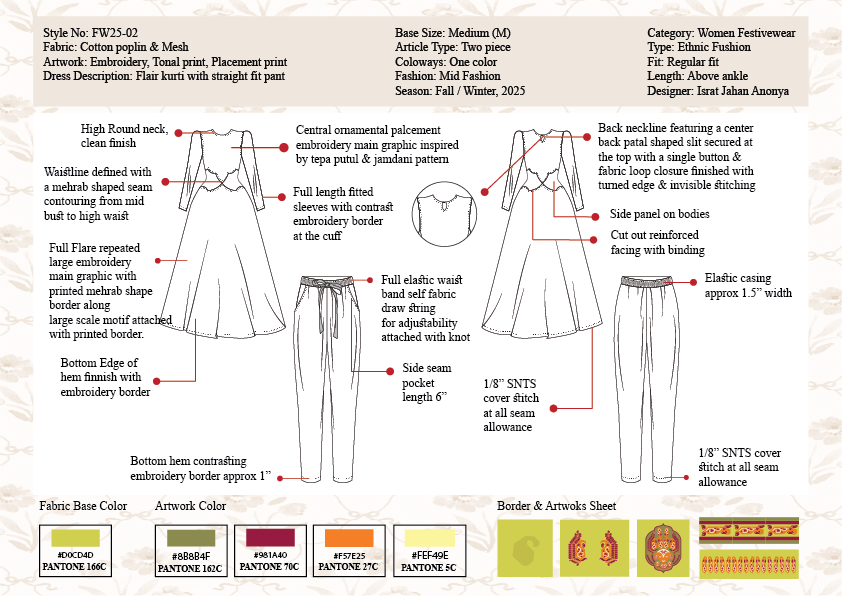 Style No: FW25-02
Fabric: Cotton poplin & Mesh
Artwork: Embroidery, Tonal print, Placement print
Dress Description: Flair kurti with straight fit pant
Base Size: Medium (M)
Article Type: Two piece
Coloways: One color
Fashion: Mid Fashion
Season: Fall / Winter, 2025
Category: Women Festivewear
Type: Ethnic Fushion
Fit: Regular fit
Length: Above ankle
Designer: Israt Jahan Anonya
High Round neck,
clean finish
Waistline defined with
a mehrab shaped seam
contouring from mid
bust to high waist
Full Flare repeated
large embroidery
main graphic with
printed mehrab shape
border along
large scale motif attached
with printed border.
Bottom Edge of
hem finnish with
embroidery border
Bottom hem contrasting
embroidery border approx 1”
Central ornamental palcement
embroidery main graphic inspired
by tepa putul & jamdani pattern
Full length fitted
sleeves with contrast
embroidery border
at the cuff
Full elastic waist
band self fabric
draw string
for adjustability
attached with knot
Side seam
pocket
length 6”
Back neckline featuring a center
back patal shaped slit secured at
the top with a single button &
fabric loop closure finished with
turned edge & invisible stitching
Side panel on bodies
Cut out reinforced
facing with binding
Elastic casing
approx 1.5” width
1/8” SNTS
cover stitch
at all seam
allowance
1/8” SNTS cover
stitch at all seam
allowance
Fabric Base Color
#D0CD4D
PANTONE 166C
Artwork Color
#8B8B4F
PANTONE 162C
#981A40
PANTONE 70C
#F57E25
PANTONE 27C
#FEF49E
PANTONE 5C
Border & Artwoks Sheet